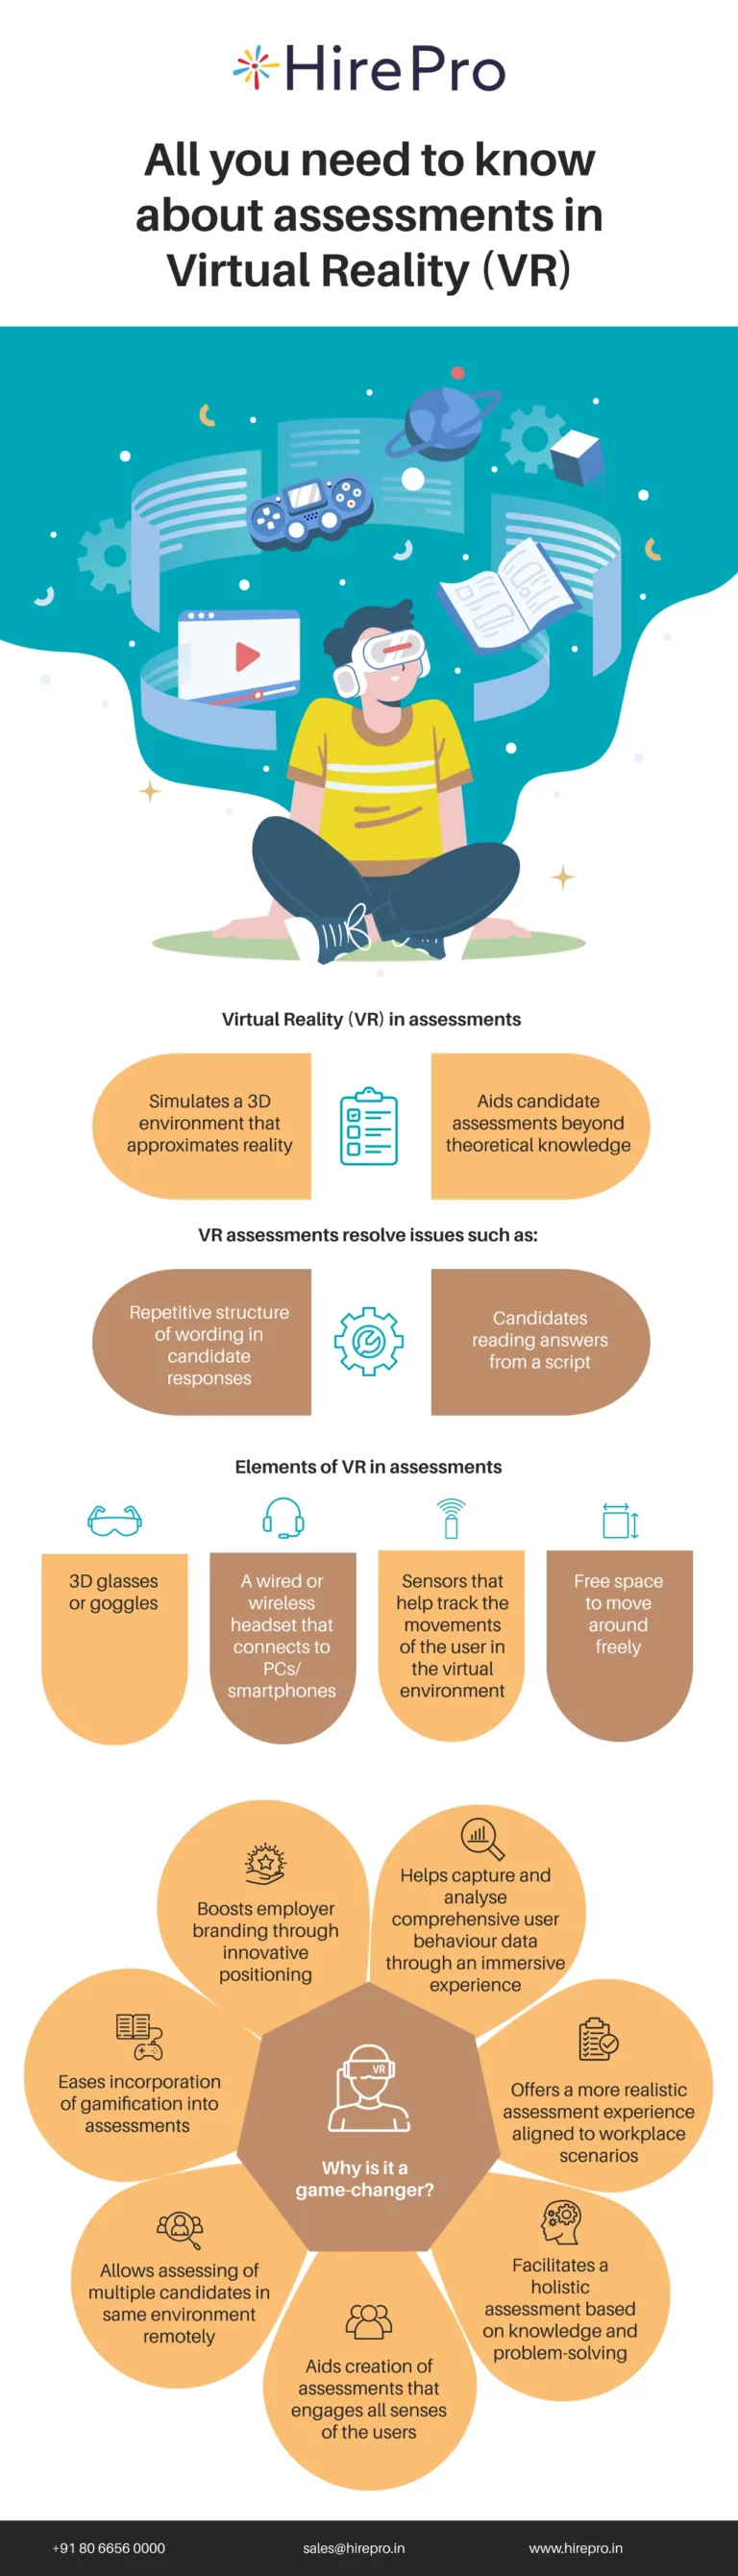 HirePro
All you need to know
about assessments in
Virtual Reality (VR)
Virtual Reality (VR) in assessments
Simulates a 3D
environment that
approximates reality
Aids candidate
assessments beyond
theoretical knowledge
VR assessments resolve issues such as:
Repetitive structure
of wording in
candidate
responses
Candidates
reading answers
from a script
Elements of VR in assessments
3D glasses
or goggles
A wired or
wireless
headset that
connects to
PCs/
smartphones
Sensors that
help track the
movements
of the user in
the virtual
environment
Free space
to move
around
freely
Boosts employer
branding through
innovative
positioning
Helps capture and
analyse
comprehensive user
behaviour data
through an immersive
experience
Eases incorporation
of gamification into
assessments
VR
Why is it a
game-changer?
Offers a more realistic
assessment experience
aligned to workplace
scenarios
Allows assessing of
multiple candidates in
same environment
remotely
Facilitates a
holistic
assessment based
on knowledge and
problem-solving
Aids creation of
assessments that
engages all senses
of the users
+91 80 6656 0000
sales@hirepro.in
www.hirepro.in